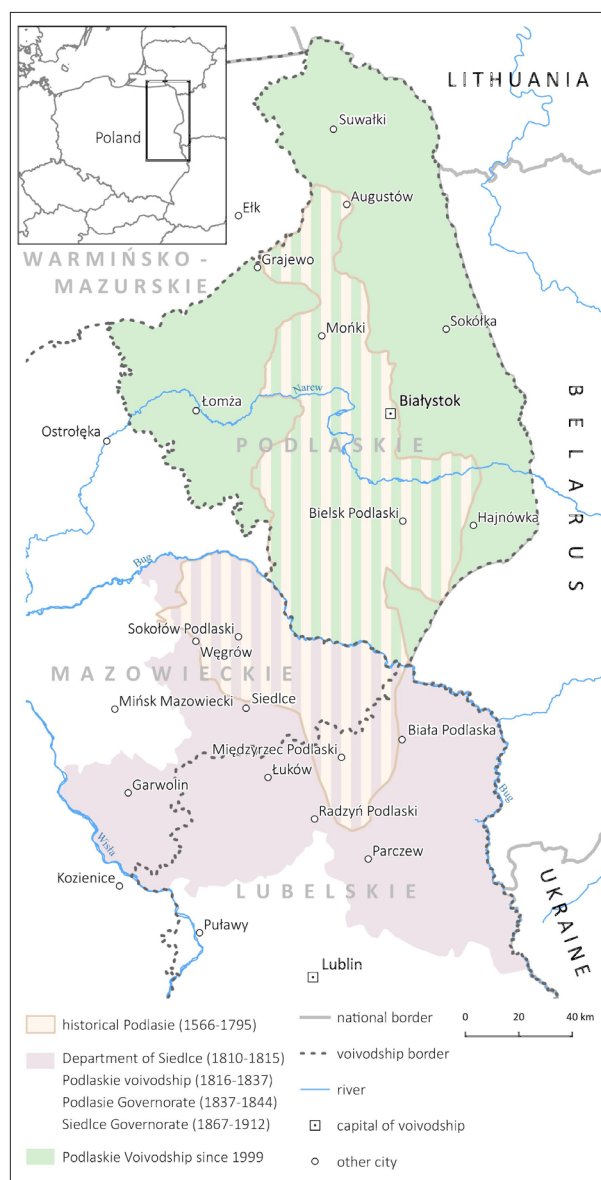 LITHUANIA
Suwałki
Poland
Augustów
Ełk
WARMIŃSKO -
MAZURSKIE
Grajewo
Mońki
Sokółka
Narew
Łomża
Białystok
Ostrołęka
PODLASKIE
BELARUS
Bielsk Podlaski
Hajnówka
Bug
Sokołów Podlaski
Węgrów
MAZOWIECKIE
Mińsk Mazowiecki
Siedlce
Biała Podlaska
Międzyrzec Podlaski
Łuków
Garwolin
Bug
Radzyń Podlaski
Wisła
Parczew
Kozienice
LUBELSKIE
UKRAINE
Puławy
Lublin
historical Podlasie (1566-1795)
Department of Siedlce (1810-1815)
Podlaskie voivodship (1816-1837)
Podlasie Governorate (1837-1844)
Siedlce Governorate (1867-1912)
Podlaskie Voivodship since 1999
national border
voivodship border
river
capital of voivodship
other city
0 20 40 km